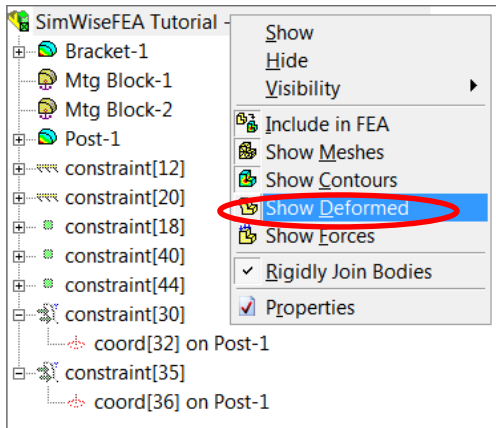 SimWiseFEA Tutorial -
Bracket-1
Mtg Block-1
Mtg Block-2
Post-1
constraint[12]
constraint[20]
constraint[18]
constraint[40]
constraint[44]
constraint[30]
coord[32] on Post-1
constraint[35]
coord[36] on Post-1
Show
Hide
Visibility
Include in FEA
Show Meshes
Show Contours
Show Deformed
Show Forces
Rigidly Join Bodies
Properties